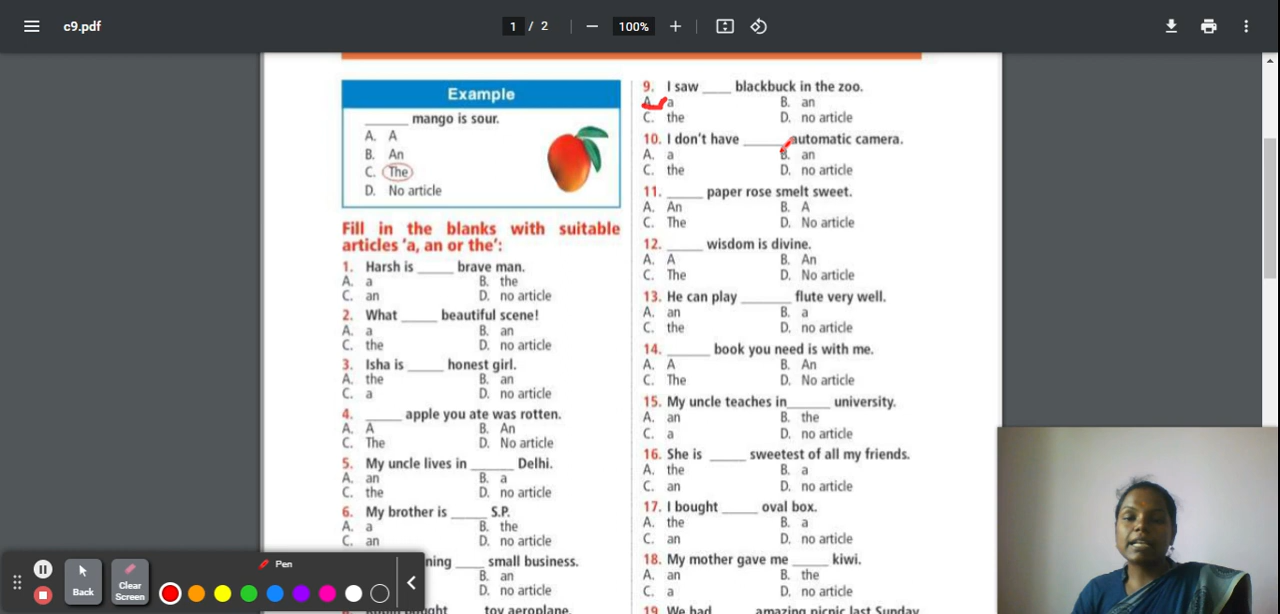 c9.pdf
1 / 2
100%
Example
______ mango is sour.
A. A
B. An
C. The
D. No article
Fill in the blanks with suitable
articles 'a, an or the':
1. Harsh is _____ brave man.
A. a B. the
C. an D. no article
2. What _____ beautiful scene!
A. a B. an
C. the D. no article
3. Isha is _____ honest girl.
A. the B. an
C. a D. no article
4. _____ apple you ate was rotten.
A. A B. An
C. The D. No article
5. My uncle lives in ______ Delhi.
A. an B. a
C. the D. no article
6. My brother is _____ S.P.
A. a B. the
C. an D. no article
ning ____ small business.
B. an
D. no article
toy aeroplane.
9. I saw ____ blackbuck in the zoo.
A. a B. an
C. the D. no article
10. I don't have ______ automatic camera.
A. a B. an
C. the D. no article
11. _____ paper rose smelt sweet.
A. An B. A
C. The D. No article
12. _____ wisdom is divine.
A. A B. An
C. The D. No article
13. He can play _______ flute very well.
A. an B. a
C. the D. no article
14. ______ book you need is with me.
A. A B. An
C. The D. No article
15. My uncle teaches in______ university.
A. an B. the
C. a D. no article
16. She is _____ sweetest of all my friends.
A. the B. a
C. an D. no article
17. I bought _____ oval box.
A. the B. a
C. an D. no article
18. My mother gave me _____ kiwi.
A. an B. the
C. a D. no article
19. We had _____ amazing picnic last Sunday
Back
Clear
Screen
Pen